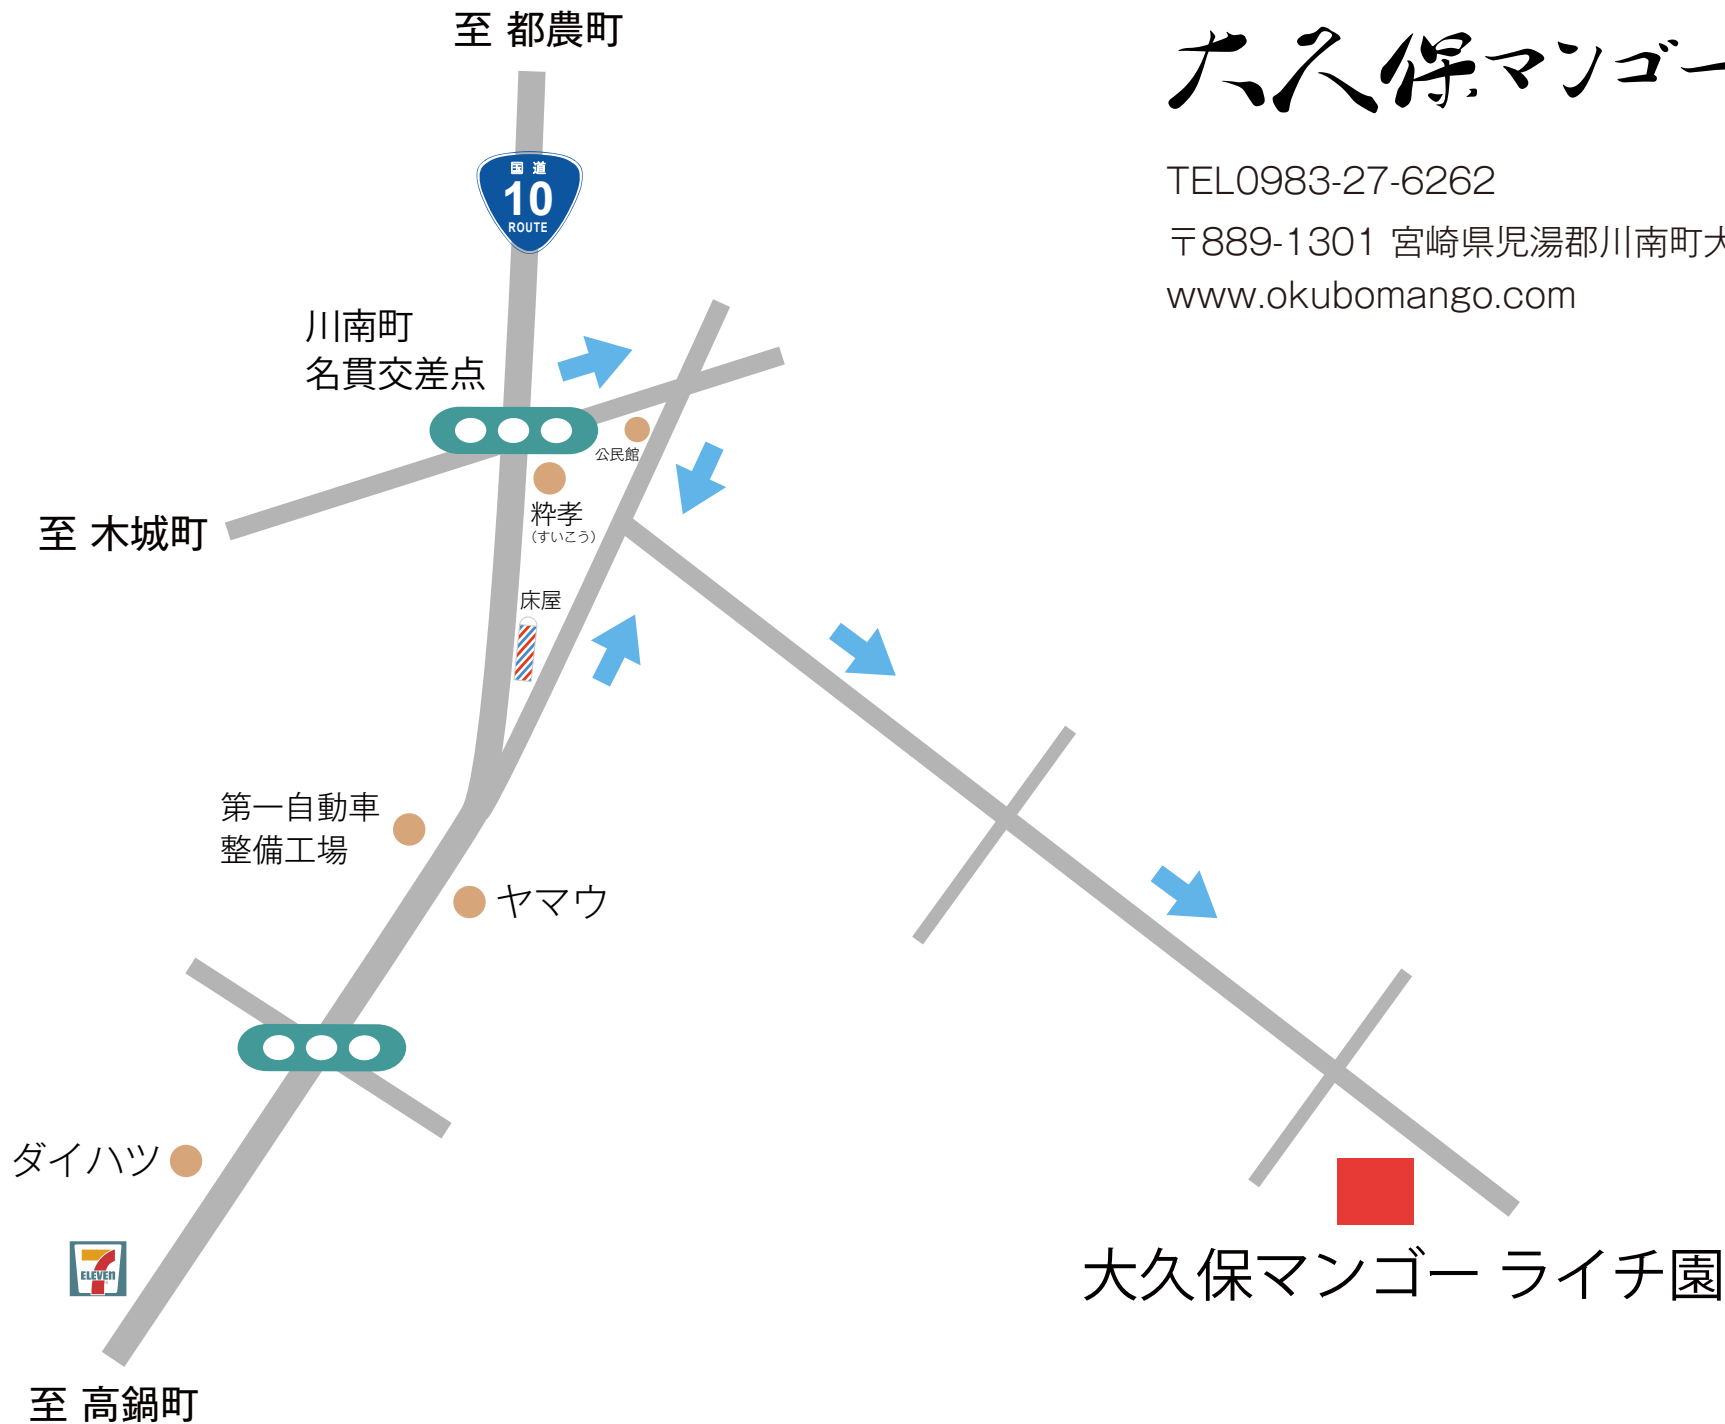 至 都農町
大久保マンゴー
国道
10
ROUTE
TEL0983-27-6262
〒889-1301 宮崎県児湯郡川南町大
www.okubomango.com
川南町
名貫交差点
公民館
至 木城町
粋孝
(すいこう)
床屋
第一自動車
整備工場
ヤマウ
ダイハツ
7
ELEVEN
大久保マンゴー ライチ園
至 高鍋町